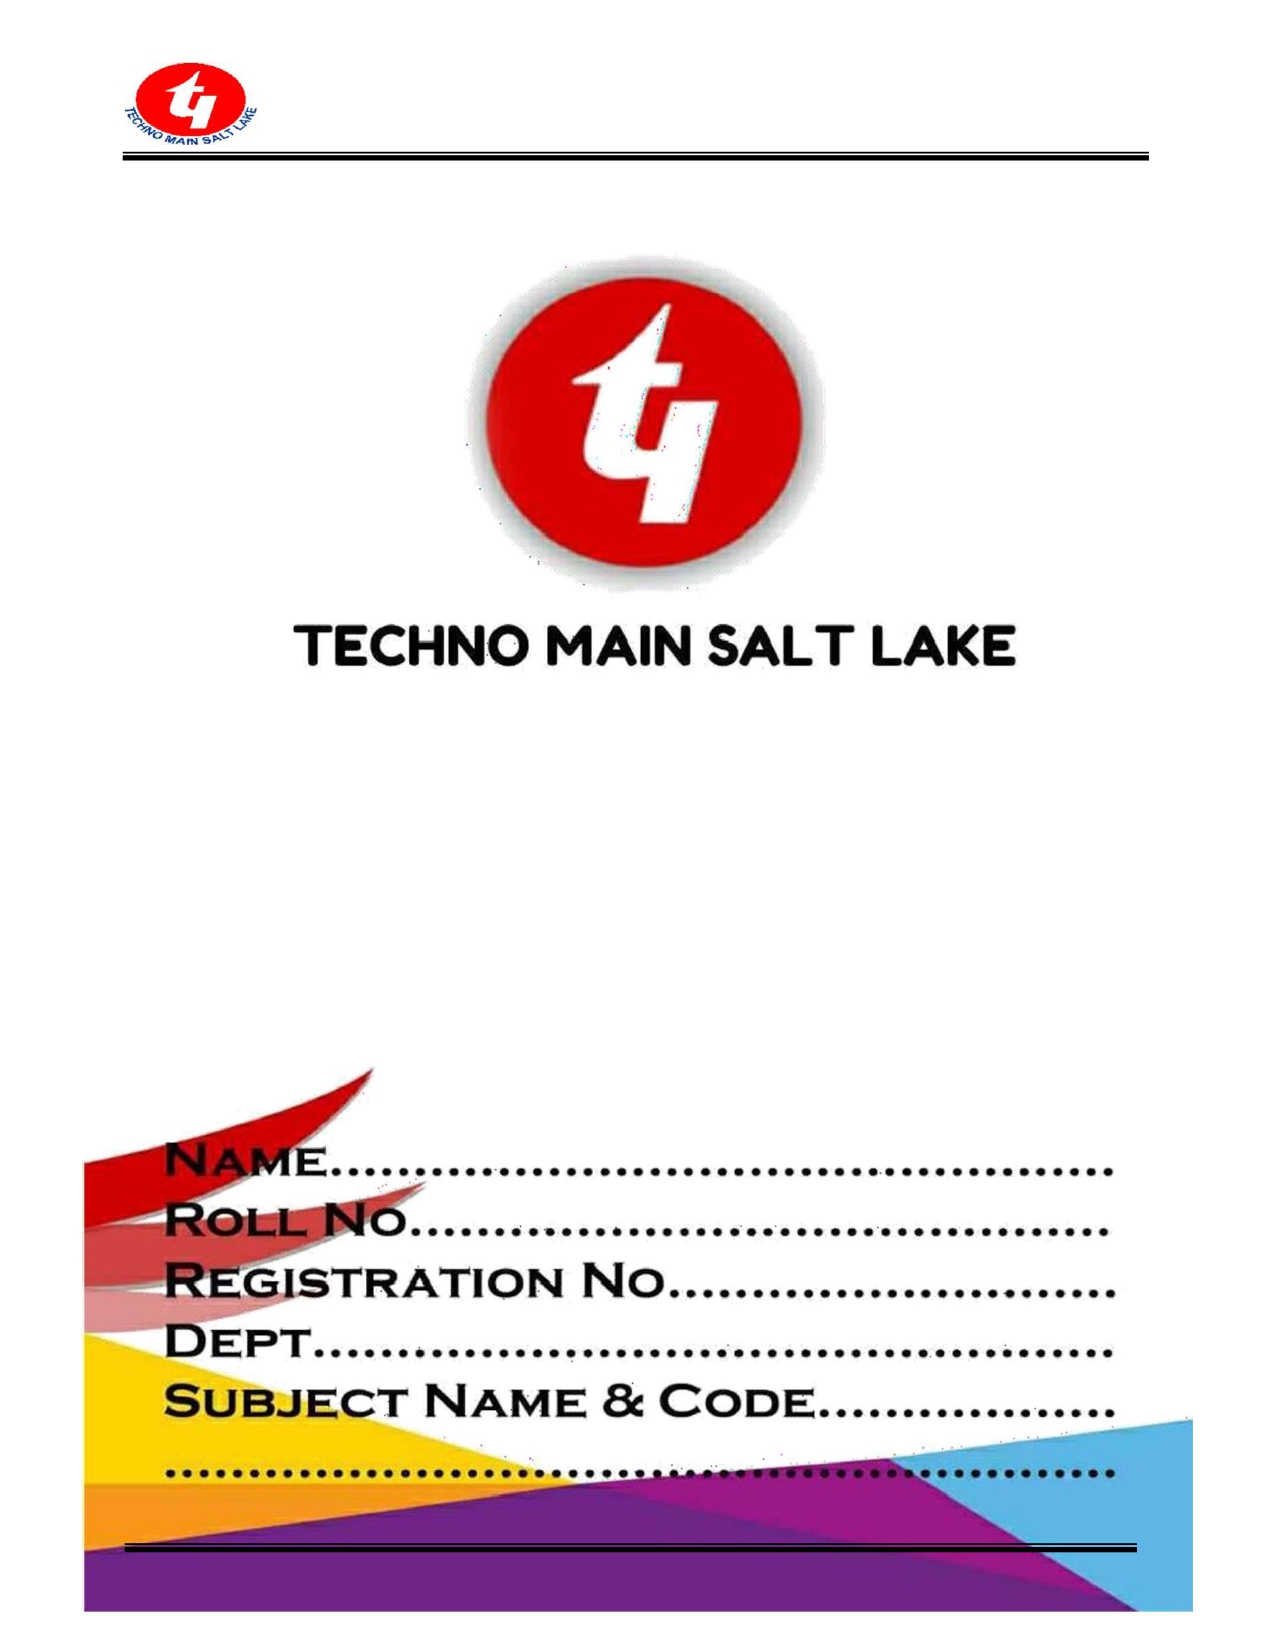 TECHNO MAIN SALT LAKE
TECHNO MAIN SALT LAKE
NAME...............................................
ROLL NO..........................................
REGISTRATION NO...........................
DEPT................................................
SUBJECT NAME & CODE..................
.........................................................